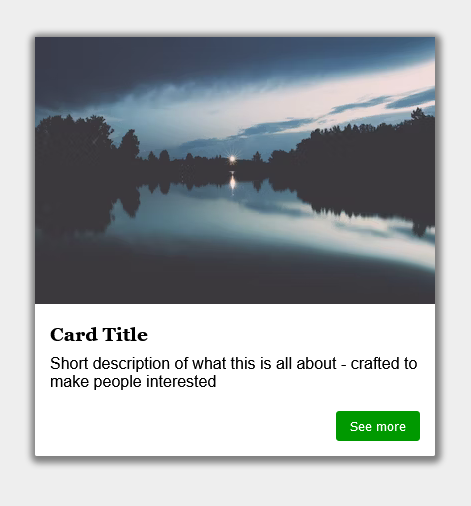 Card Title
Short description of what this is all about - crafted to
make people interested
See more